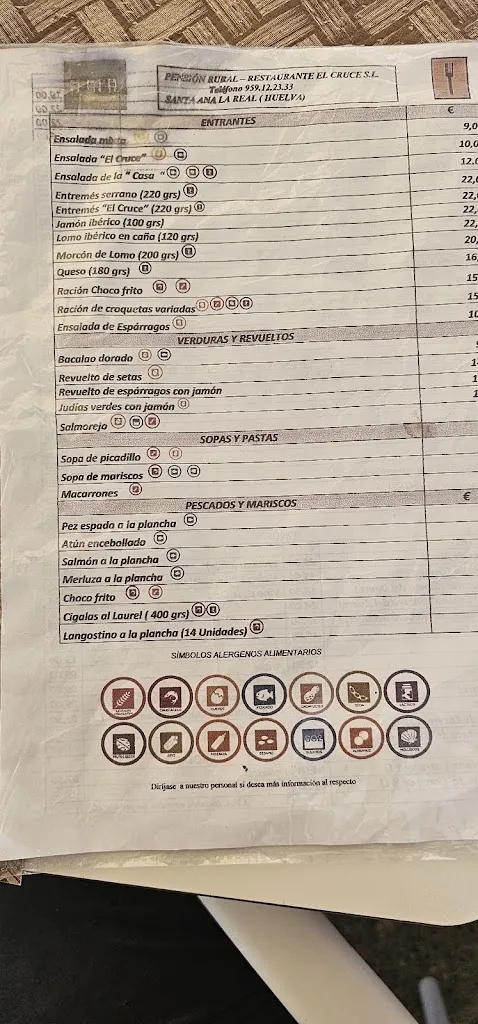 PENSIÓN RURAL – RESTAURANTE EL CRUCE S.L.
Teléfono 959.12.23.33
SANTA ANA LA REAL ( HUELVA)
ENTRANTES €
Ensalada mixta 9,0
Ensalada "El Cruce" 10,0
Ensalada de la " Casa " 12,0
Entremés serrano (220 grs) 22,
Entremés "El Cruce" (220 grs) 22,
Jamón ibérico (100 grs) 22,
Lomo ibérico en caña (120 grs) 22,
Morcón de Lomo (200 grs) 20,
Queso (180 grs) 16,
Ración Choco frito 15
Ración de croquetas variadas 15
Ensalada de Espárragos 10
VERDURAS Y REVUELTOS
Bacalao dorado
Revuelto de setas 1
Revuelto de espárragos con jamón 1
Judías verdes con jamón 1
Salmorejo
SOPAS Y PASTAS
Sopa de picadillo
Sopa de mariscos
Macarrones
PESCADOS Y MARISCOS €
Pez espada a la plancha
Atún encebollado
Salmón a la plancha
Merluza a la plancha
Choco frito
Cigalas al Laurel ( 400 grs)
Langostino a la plancha (14 Unidades)
SÍMBOLOS ALERGENOS ALIMENTARIOS
Diríjase a nuestro personal si desea más información al respecto